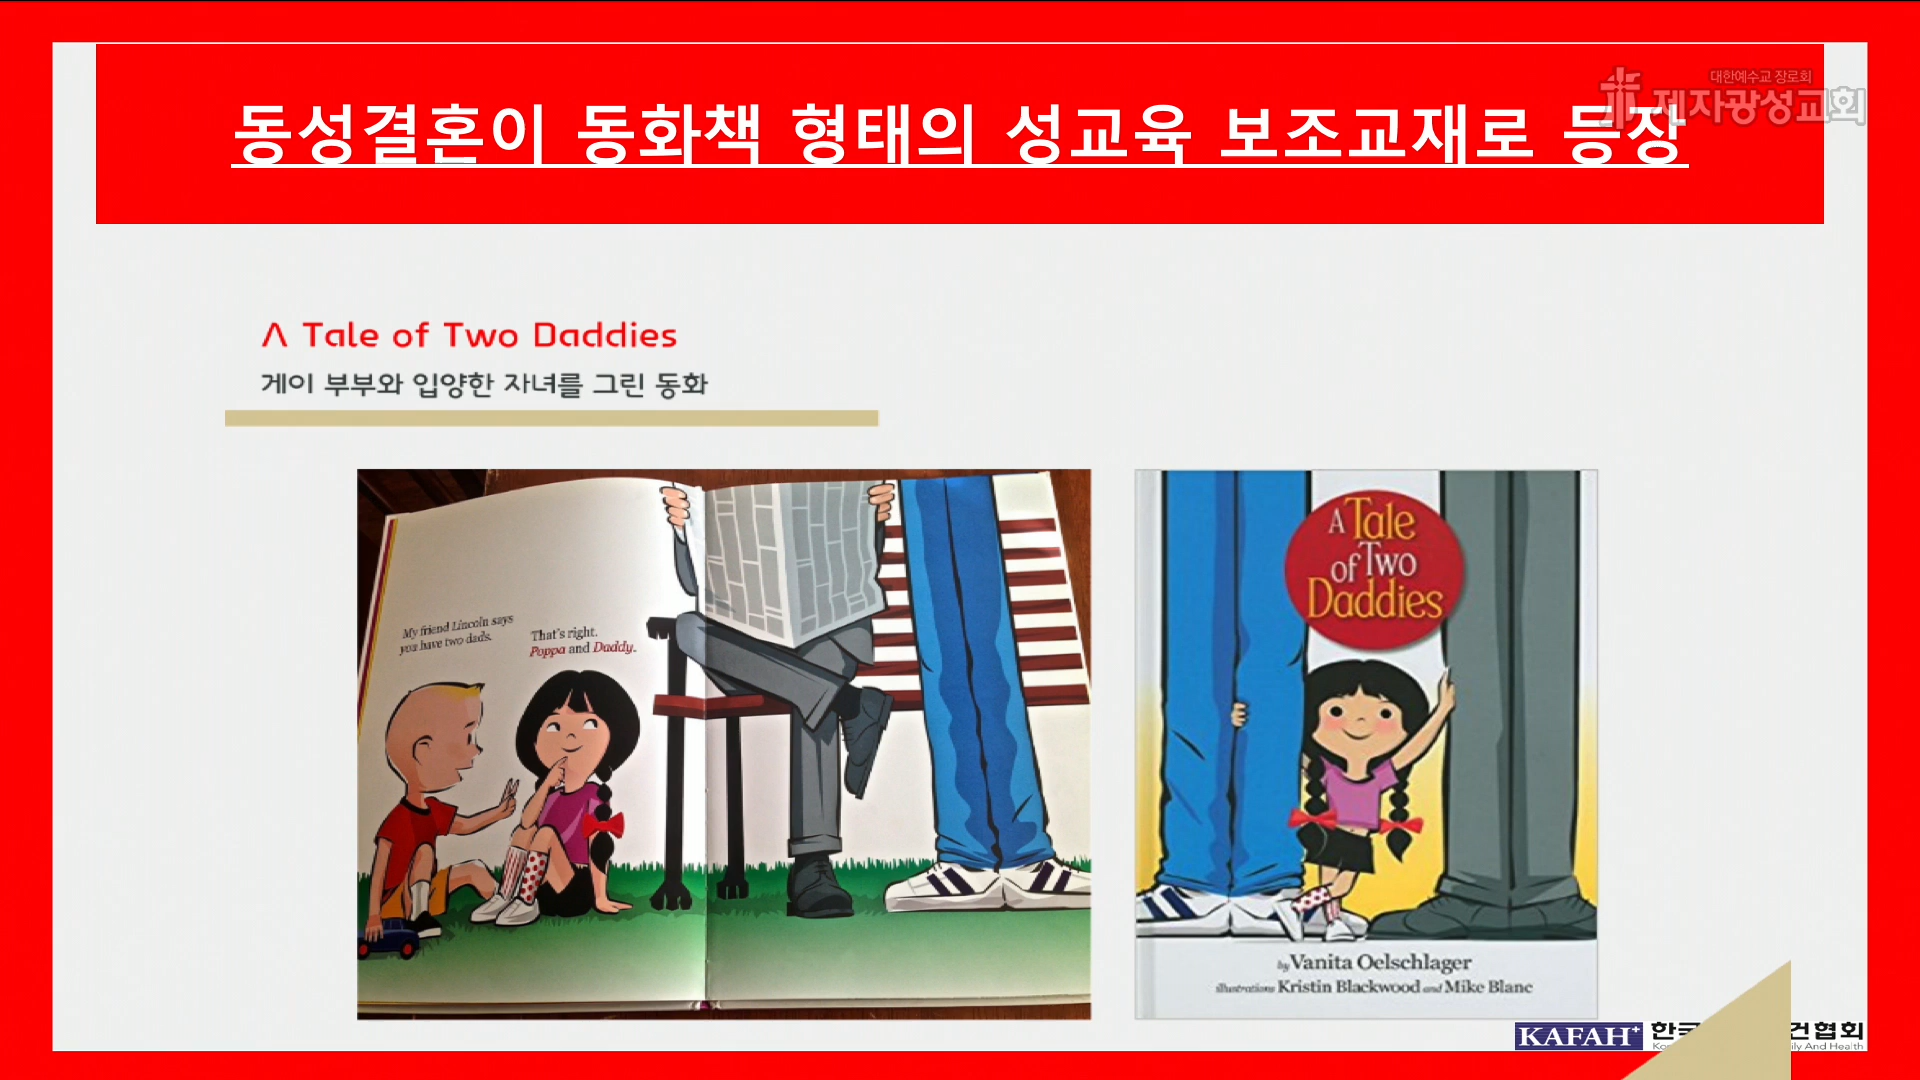 동성결혼이 동화책 형태의 성교육 보조교재로 등장
대한예수교 장로회
제자광성교회
A Tale of Two Daddies
게이 부부와 입양한 자녀를 그린 동화
My friend Lincoln says
you have two dads.
That's right.
Poppa and Daddy.
A Tale
of Two
Daddies
by Vanita Oelschlager
illustrations Kristin Blackwood and Mike Blanc
KAFAH+
건협회
And Health